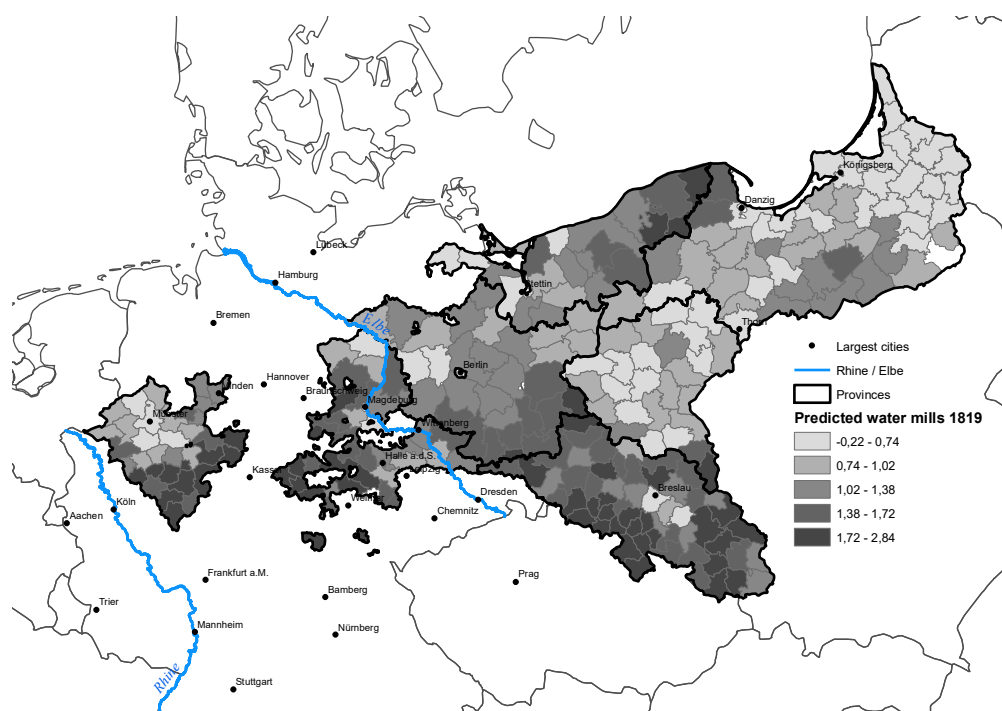 Königsberg
Danzig
Lübeck
Stettin
Hamburg
Elbe
Bremen
Thorn
Berlin
Hannover
Minden
Braunschweig
Magdeburg
Münster
Wittenberg
Halle a.d.S.
Leipzig
Kassel
Weimar
Dresden
Breslau
Köln
Aachen
Chemnitz
Frankfurt a.M.
Prag
Bamberg
Trier
Mannheim
Nürnberg
Rhine
Stuttgart
Largest cities
Rhine / Elbe
Provinces
Predicted water mills 1819
-0,22 - 0,74
0,74 - 1,02
1,02 - 1,38
1,38 - 1,72
1,72 - 2,84